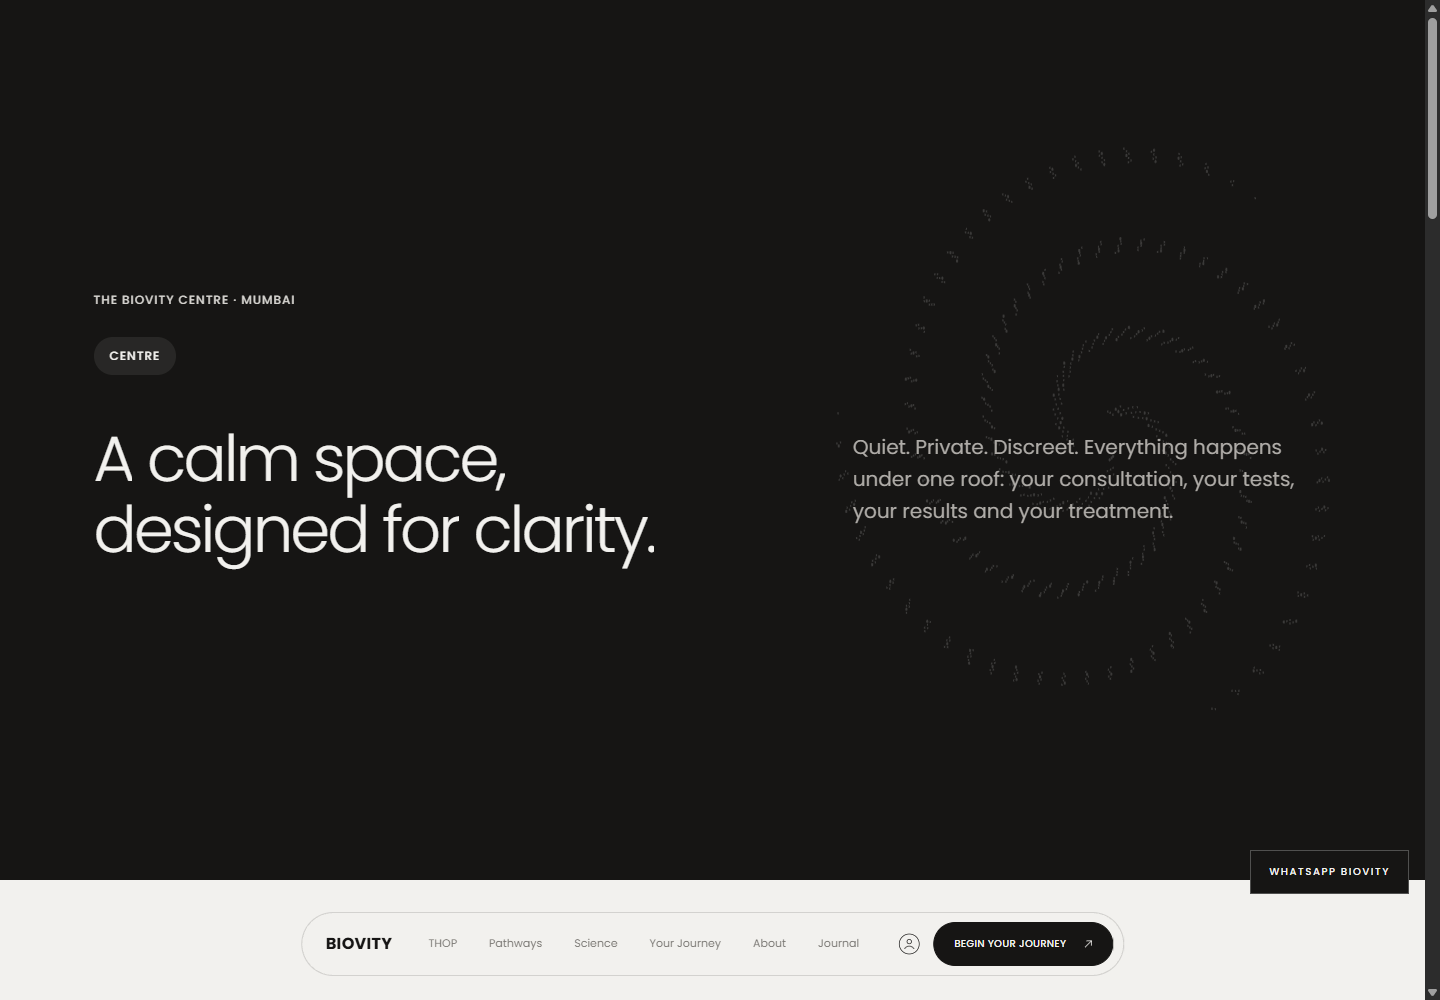 THE BIOVITY CENTRE · MUMBAI
CENTRE
A calm space,
designed for clarity.
Quiet. Private. Discreet. Everything happens
under one roof: your consultation, your tests,
your results and your treatment.
WHATSAPP BIOVITY
BIOVITY THOP Pathways Science Your Journey About Journal BEGIN YOUR JOURNEY